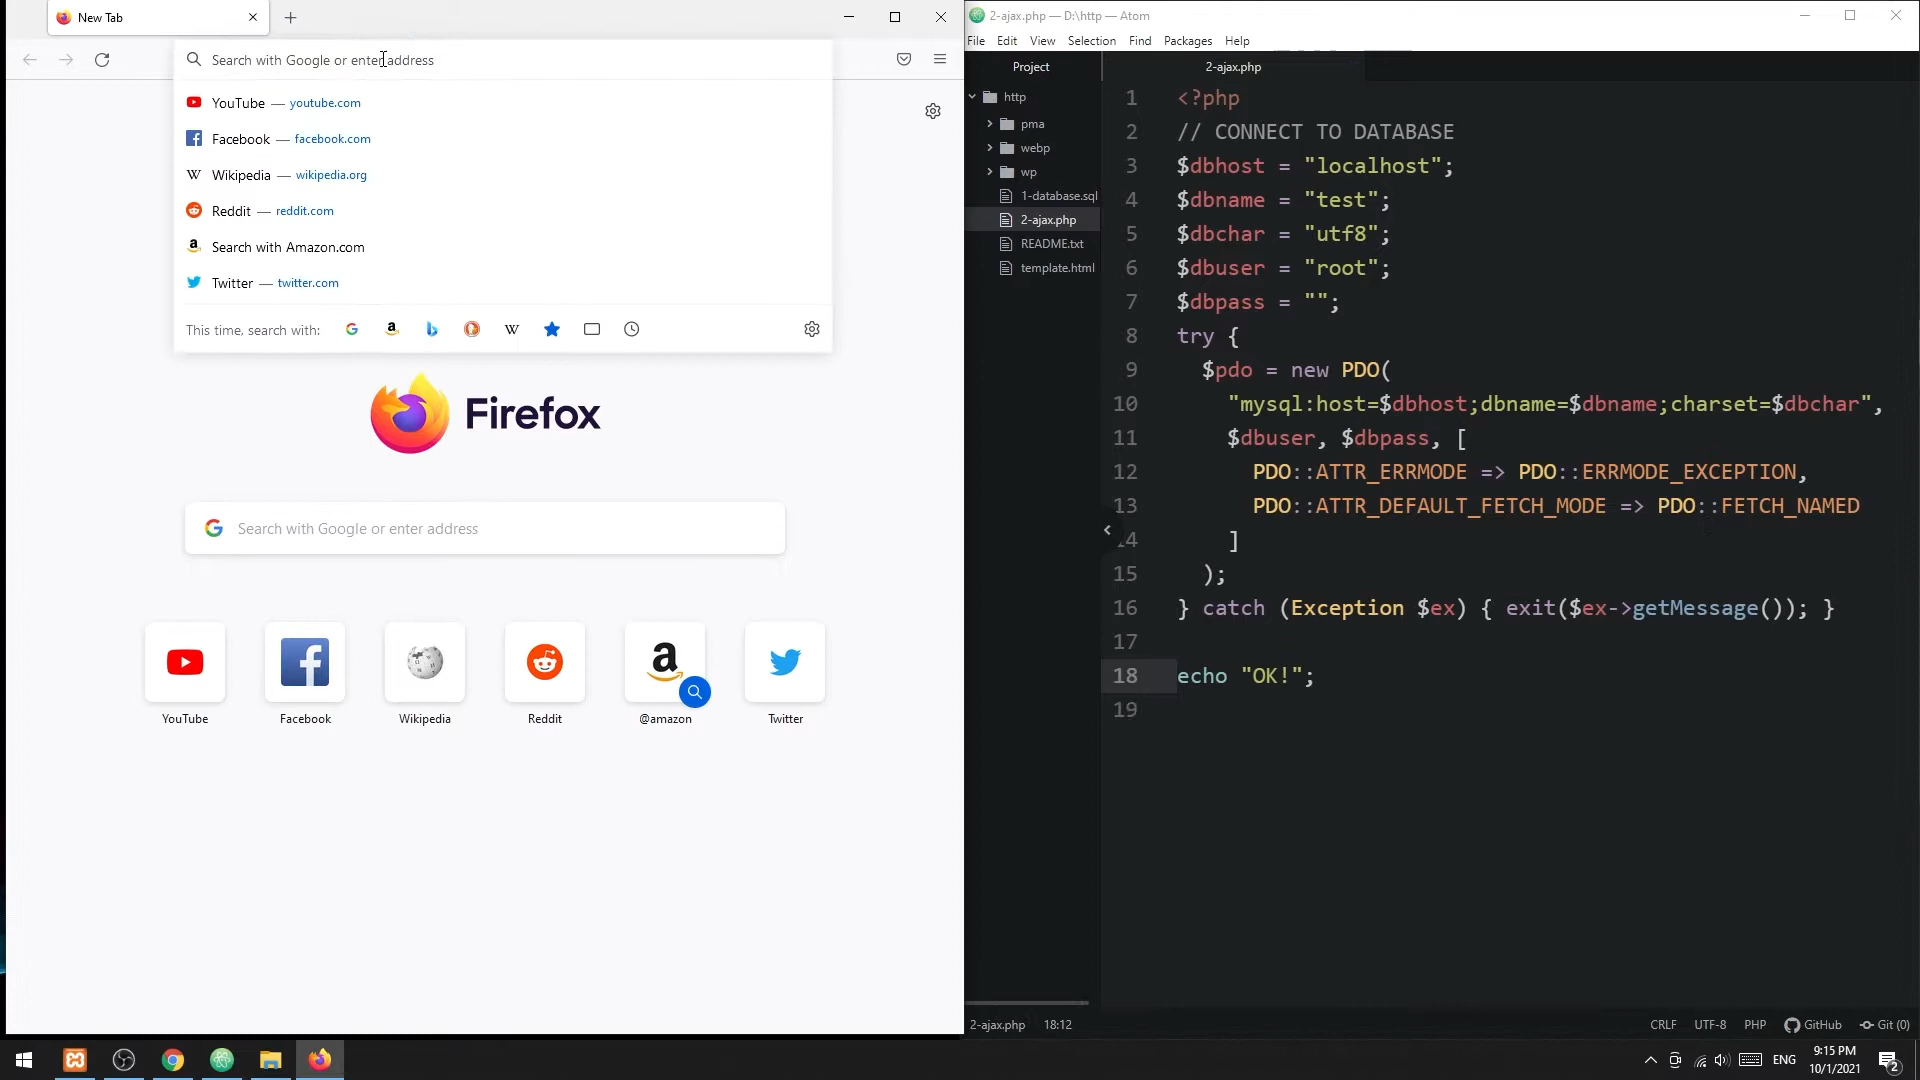 New Tab
Search with Google or enter address
YouTube — youtube.com
Facebook — facebook.com
Wikipedia — wikipedia.org
Reddit — reddit.com
Search with Amazon.com
Twitter — twitter.com
This time, search with:
Firefox
Search with Google or enter address
YouTube
Facebook
Wikipedia
Reddit
@amazon
Twitter
2-ajax.php — D:\http — Atom
File Edit View Selection Find Packages Help
Project
http
pma
webp
wp
1-database.sql
2-ajax.php
README.txt
template.html
2-ajax.php
1 <?php
2 // CONNECT TO DATABASE
3 $dbhost = "localhost";
4 $dbname = "test";
5 $dbchar = "utf8";
6 $dbuser = "root";
7 $dbpass = "";
8 try {
9 $pdo = new PDO(
10 "mysql:host=$dbhost;dbname=$dbname;charset=$dbchar",
11 $dbuser, $dbpass, [
12 PDO::ATTR_ERRMODE => PDO::ERRMODE_EXCEPTION,
13 PDO::ATTR_DEFAULT_FETCH_MODE => PDO::FETCH_NAMED
14 ]
15 );
16 } catch (Exception $ex) { exit($ex->getMessage()); }
17
18 echo "OK!";
19
2-ajax.php 18:12
CRLF UTF-8 PHP GitHub Git (0)
ENG
9:15 PM
10/1/2021
2